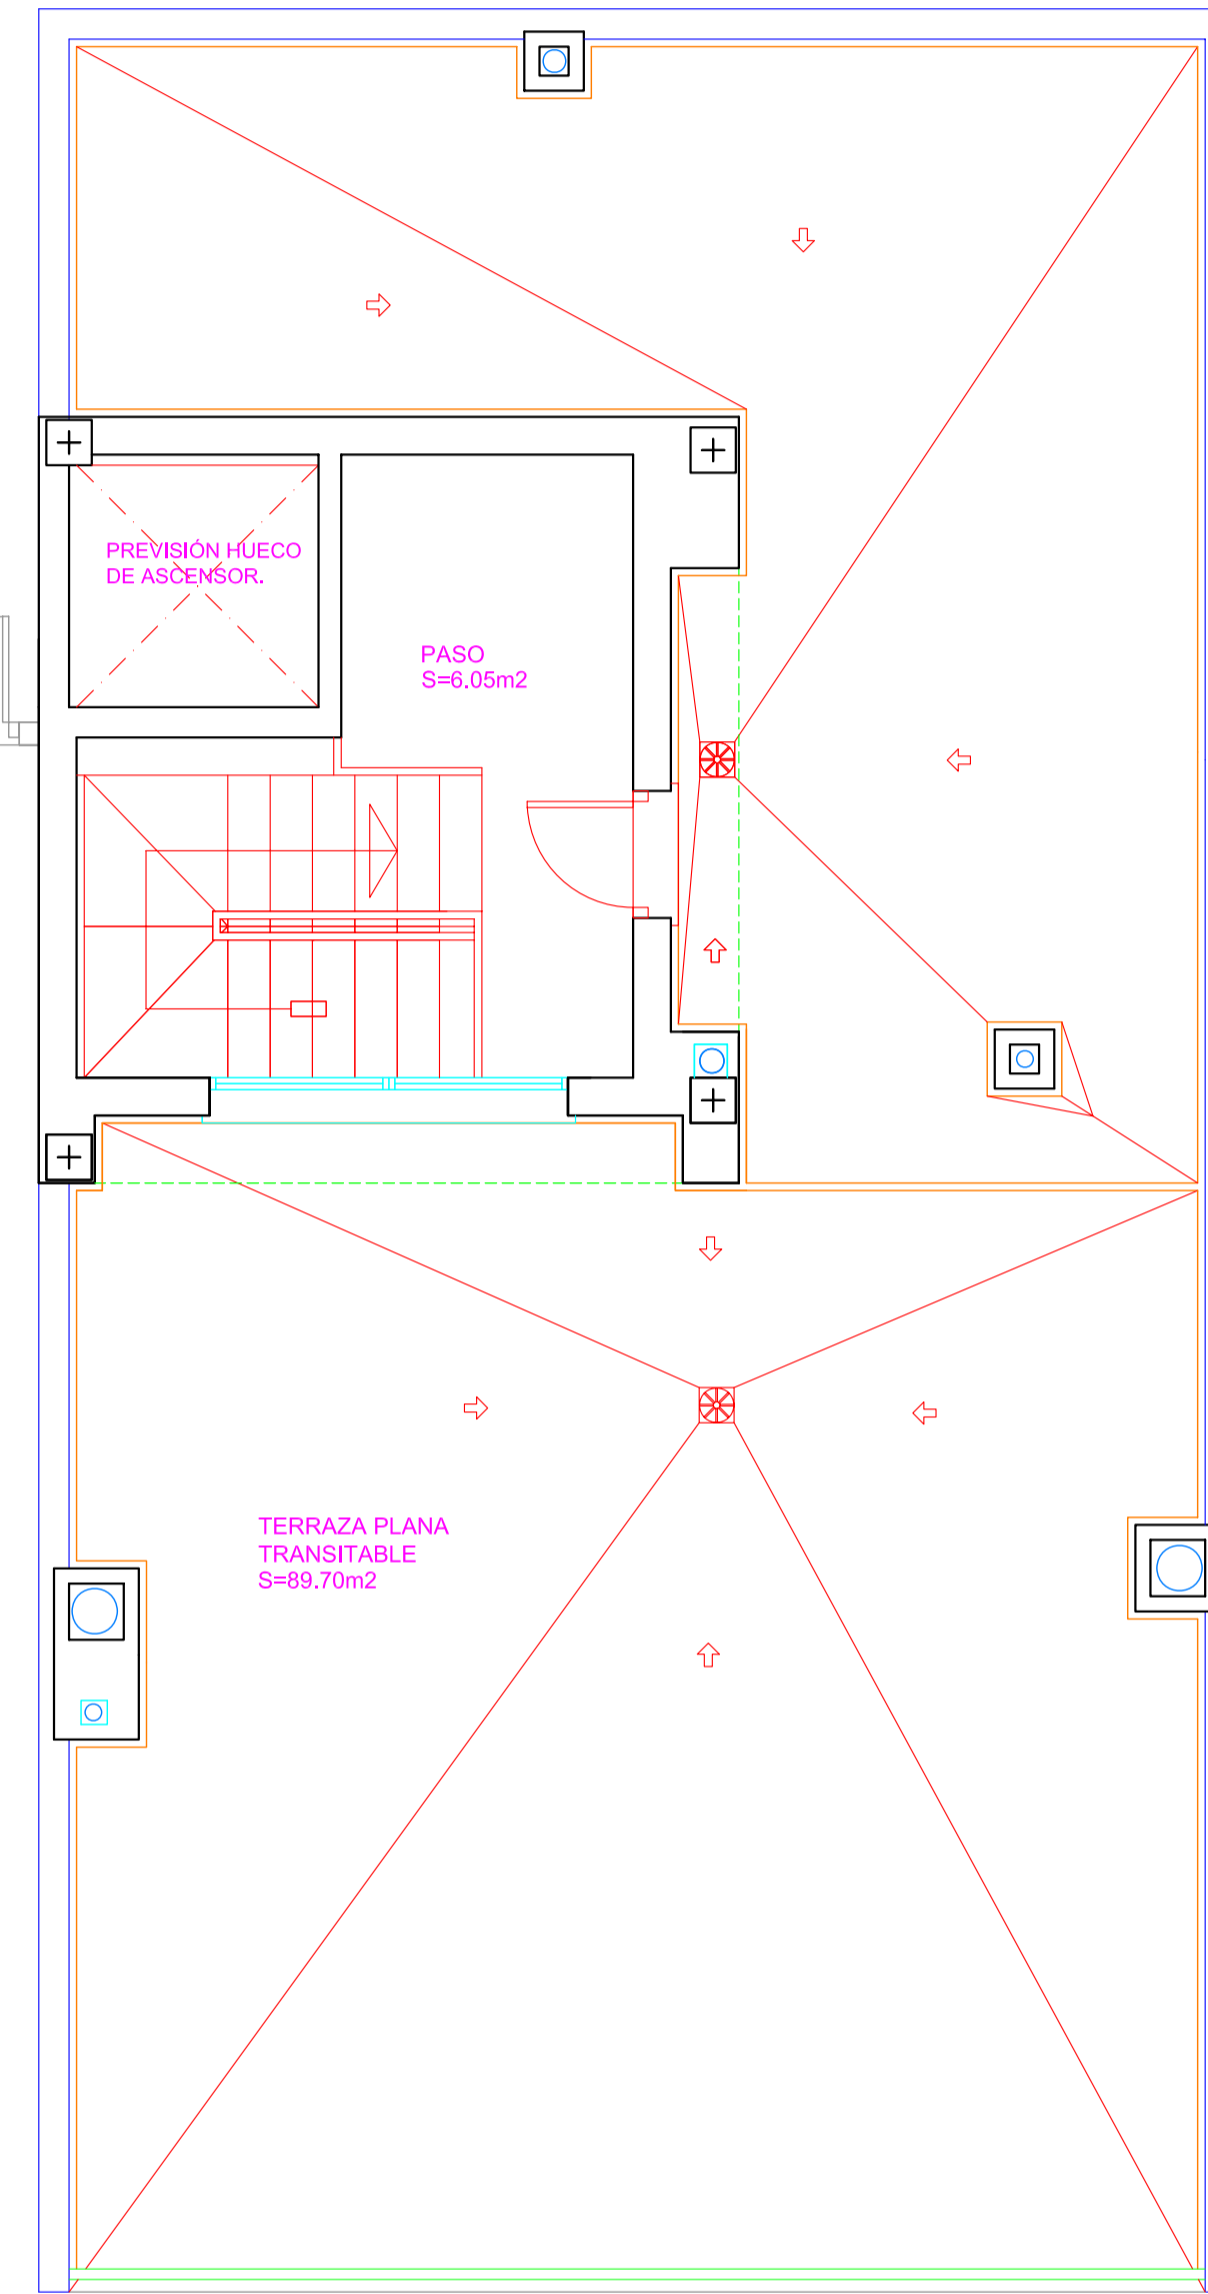 PREVISIÓN HUECO
DE ASCENSOR.
PASO
S=6.05m2
TERRAZA PLANA
TRANSITABLE
S=89.70m2